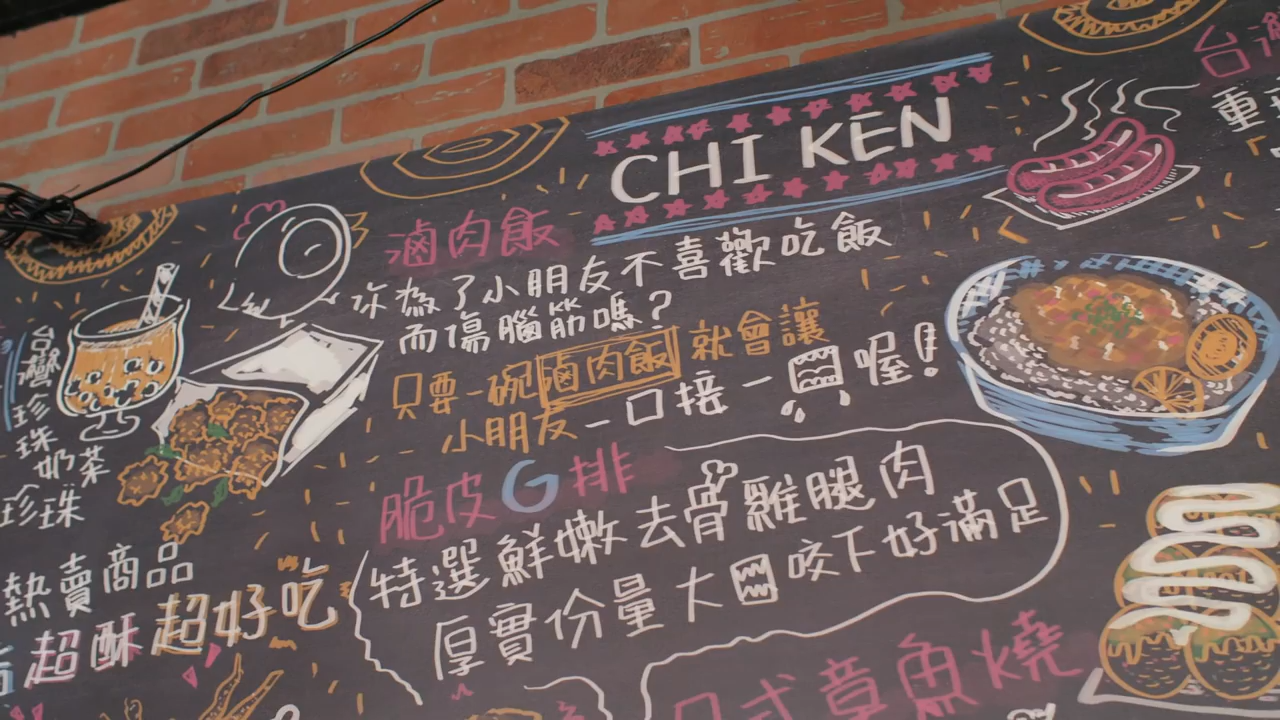 CHI KEN
滷肉飯
你為了小朋友不喜歡吃飯
而傷腦筋嗎？
只要一碗滷肉飯就會讓
小朋友一口接一口喔！
脆皮G排
特選鮮嫩去骨雞腿肉
厚實份量大口咬下好滿足
日式章魚燒
台灣
珍
珠
奶茶
珍珠
熱賣商品
超酥超好吃
台灣
重